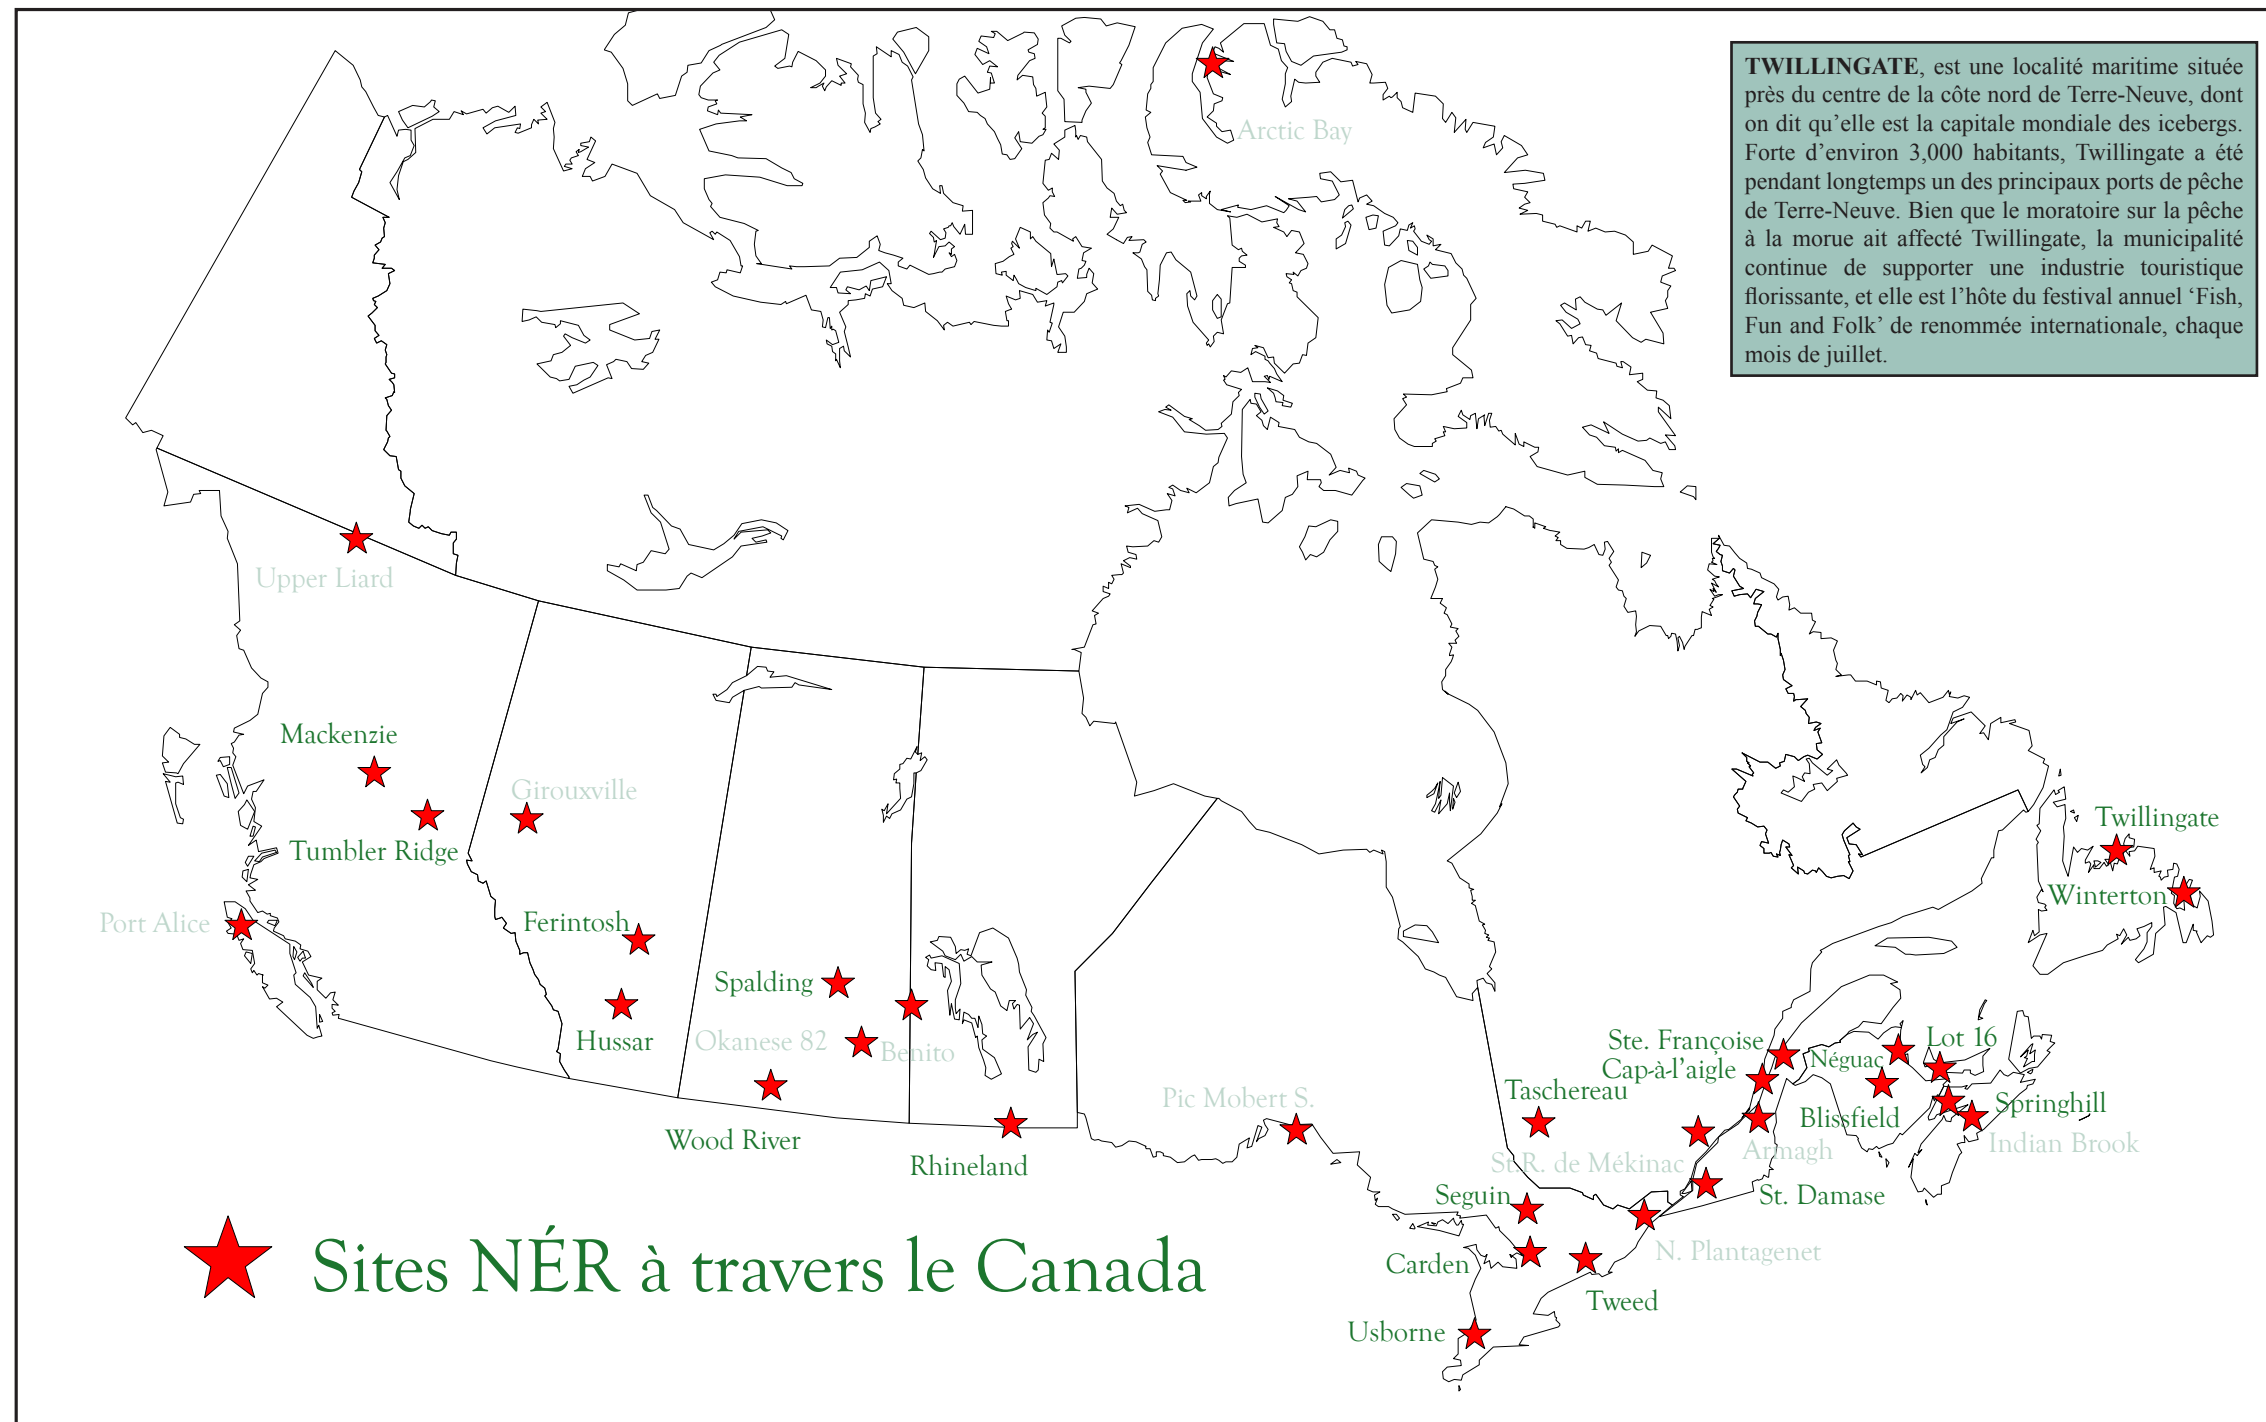 TWILLINGATE, est une localité maritime située
près du centre de la côte nord de Terre-Neuve, dont
on dit qu'elle est la capitale mondiale des icebergs.
Forte d'environ 3,000 habitants, Twillingate a été
pendant longtemps un des principaux ports de pêche
de Terre-Neuve. Bien que le moratoire sur la pêche
à la morue ait affecté Twillingate, la municipalité
continue de supporter une industrie touristique
florissante, et elle est l'hôte du festival annuel ‘Fish,
Fun and Folk’ de renommée internationale, chaque
mois de juillet.
Arctic Bay
Upper Liard
Mackenzie
Girouxville
Tumbler Ridge
Twillingate
Winterton
Port Alice
Ferintosh
Spalding
Hussar
Okanese 82
Benito
Ste. Françoise
Lot 16
Néguac
Cap-à-l'aigle
Taschereau
Pic Mobert S.
Blissfield
Springhill
Wood River
Armagh
Indian Brook
Rhineland
St.R. de Mékinac
Seguin
St. Damase
N. Plantagenet
Carden
Tweed
Usborne
Sites NÉR à travers le Canada